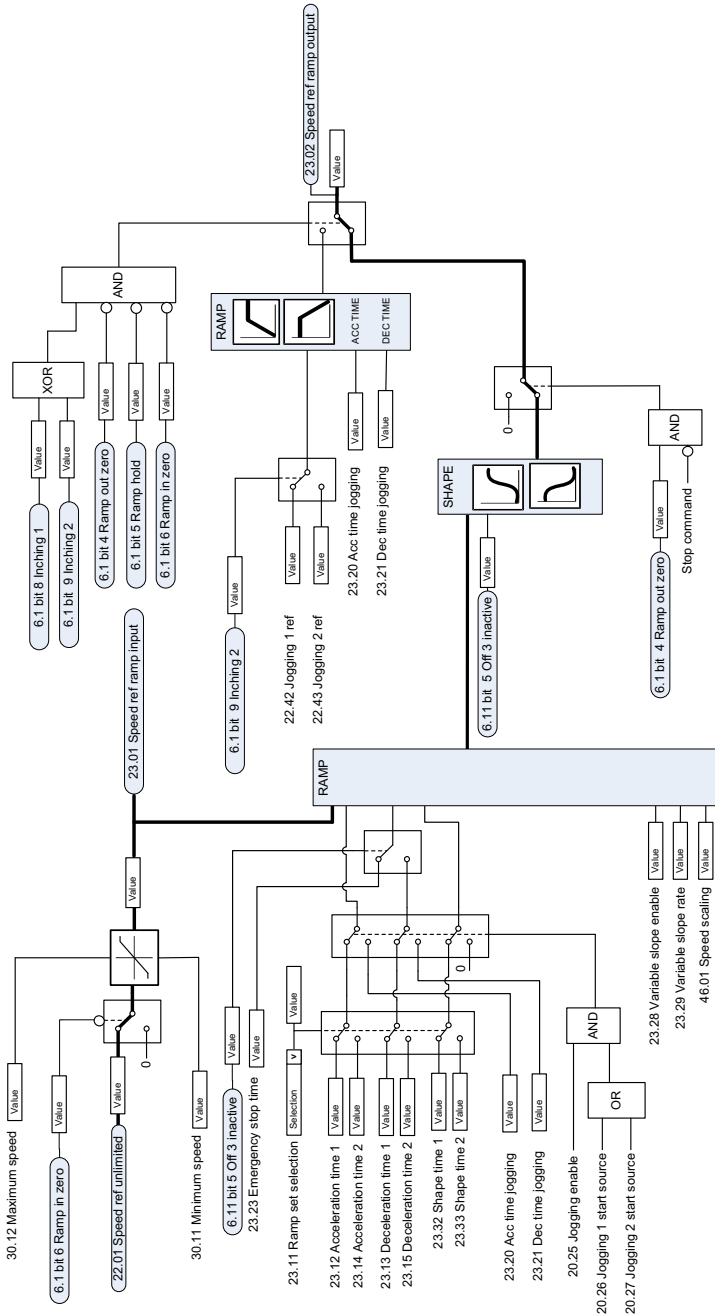 30.12 Maximum speed
Value
6.1 bit 6 Ramp in zero
Value
22.01 Speed ref unlimited
Value
0
30.11 Minimum speed
Value
Value
23.01 Speed ref ramp input
6.11 bit 5 Off 3 inactive
Value
23.23 Emergency stop time
Value
23.11 Ramp set selection
Selection
v
Value
23.12 Acceleration time 1
Value
23.14 Acceleration time 2
Value
23.13 Deceleration time 1
Value
23.15 Deceleration time 2
Value
23.32 Shape time 1
Value
23.33 Shape time 2
Value
0
23.20 Acc time jogging
Value
23.21 Dec time jogging
Value
20.25 Jogging enable
AND
20.26 Jogging 1 start source
OR
20.27 Jogging 2 start source
RAMP
23.28 Variable slope enable
Value
23.29 Variable slope rate
Value
46.01 Speed scaling
Value
6.1 bit 8 Inching 1
Value
XOR
6.1 bit 9 Inching 2
Value
6.1 bit 4 Ramp out zero
Value
AND
6.1 bit 5 Ramp hold
Value
6.1 bit 6 Ramp in zero
Value
6.1 bit 9 Inching 2
Value
22.42 Jogging 1 ref
Value
22.43 Jogging 2 ref
Value
RAMP
23.20 Acc time jogging
Value
ACC TIME
23.21 Dec time jogging
Value
DEC TIME
23.02 Speed ref ramp output
Value
SHAPE
6.11 bit 5 Off 3 inactive
Value
0
6.1 bit 4 Ramp out zero
Value
AND
Stop command